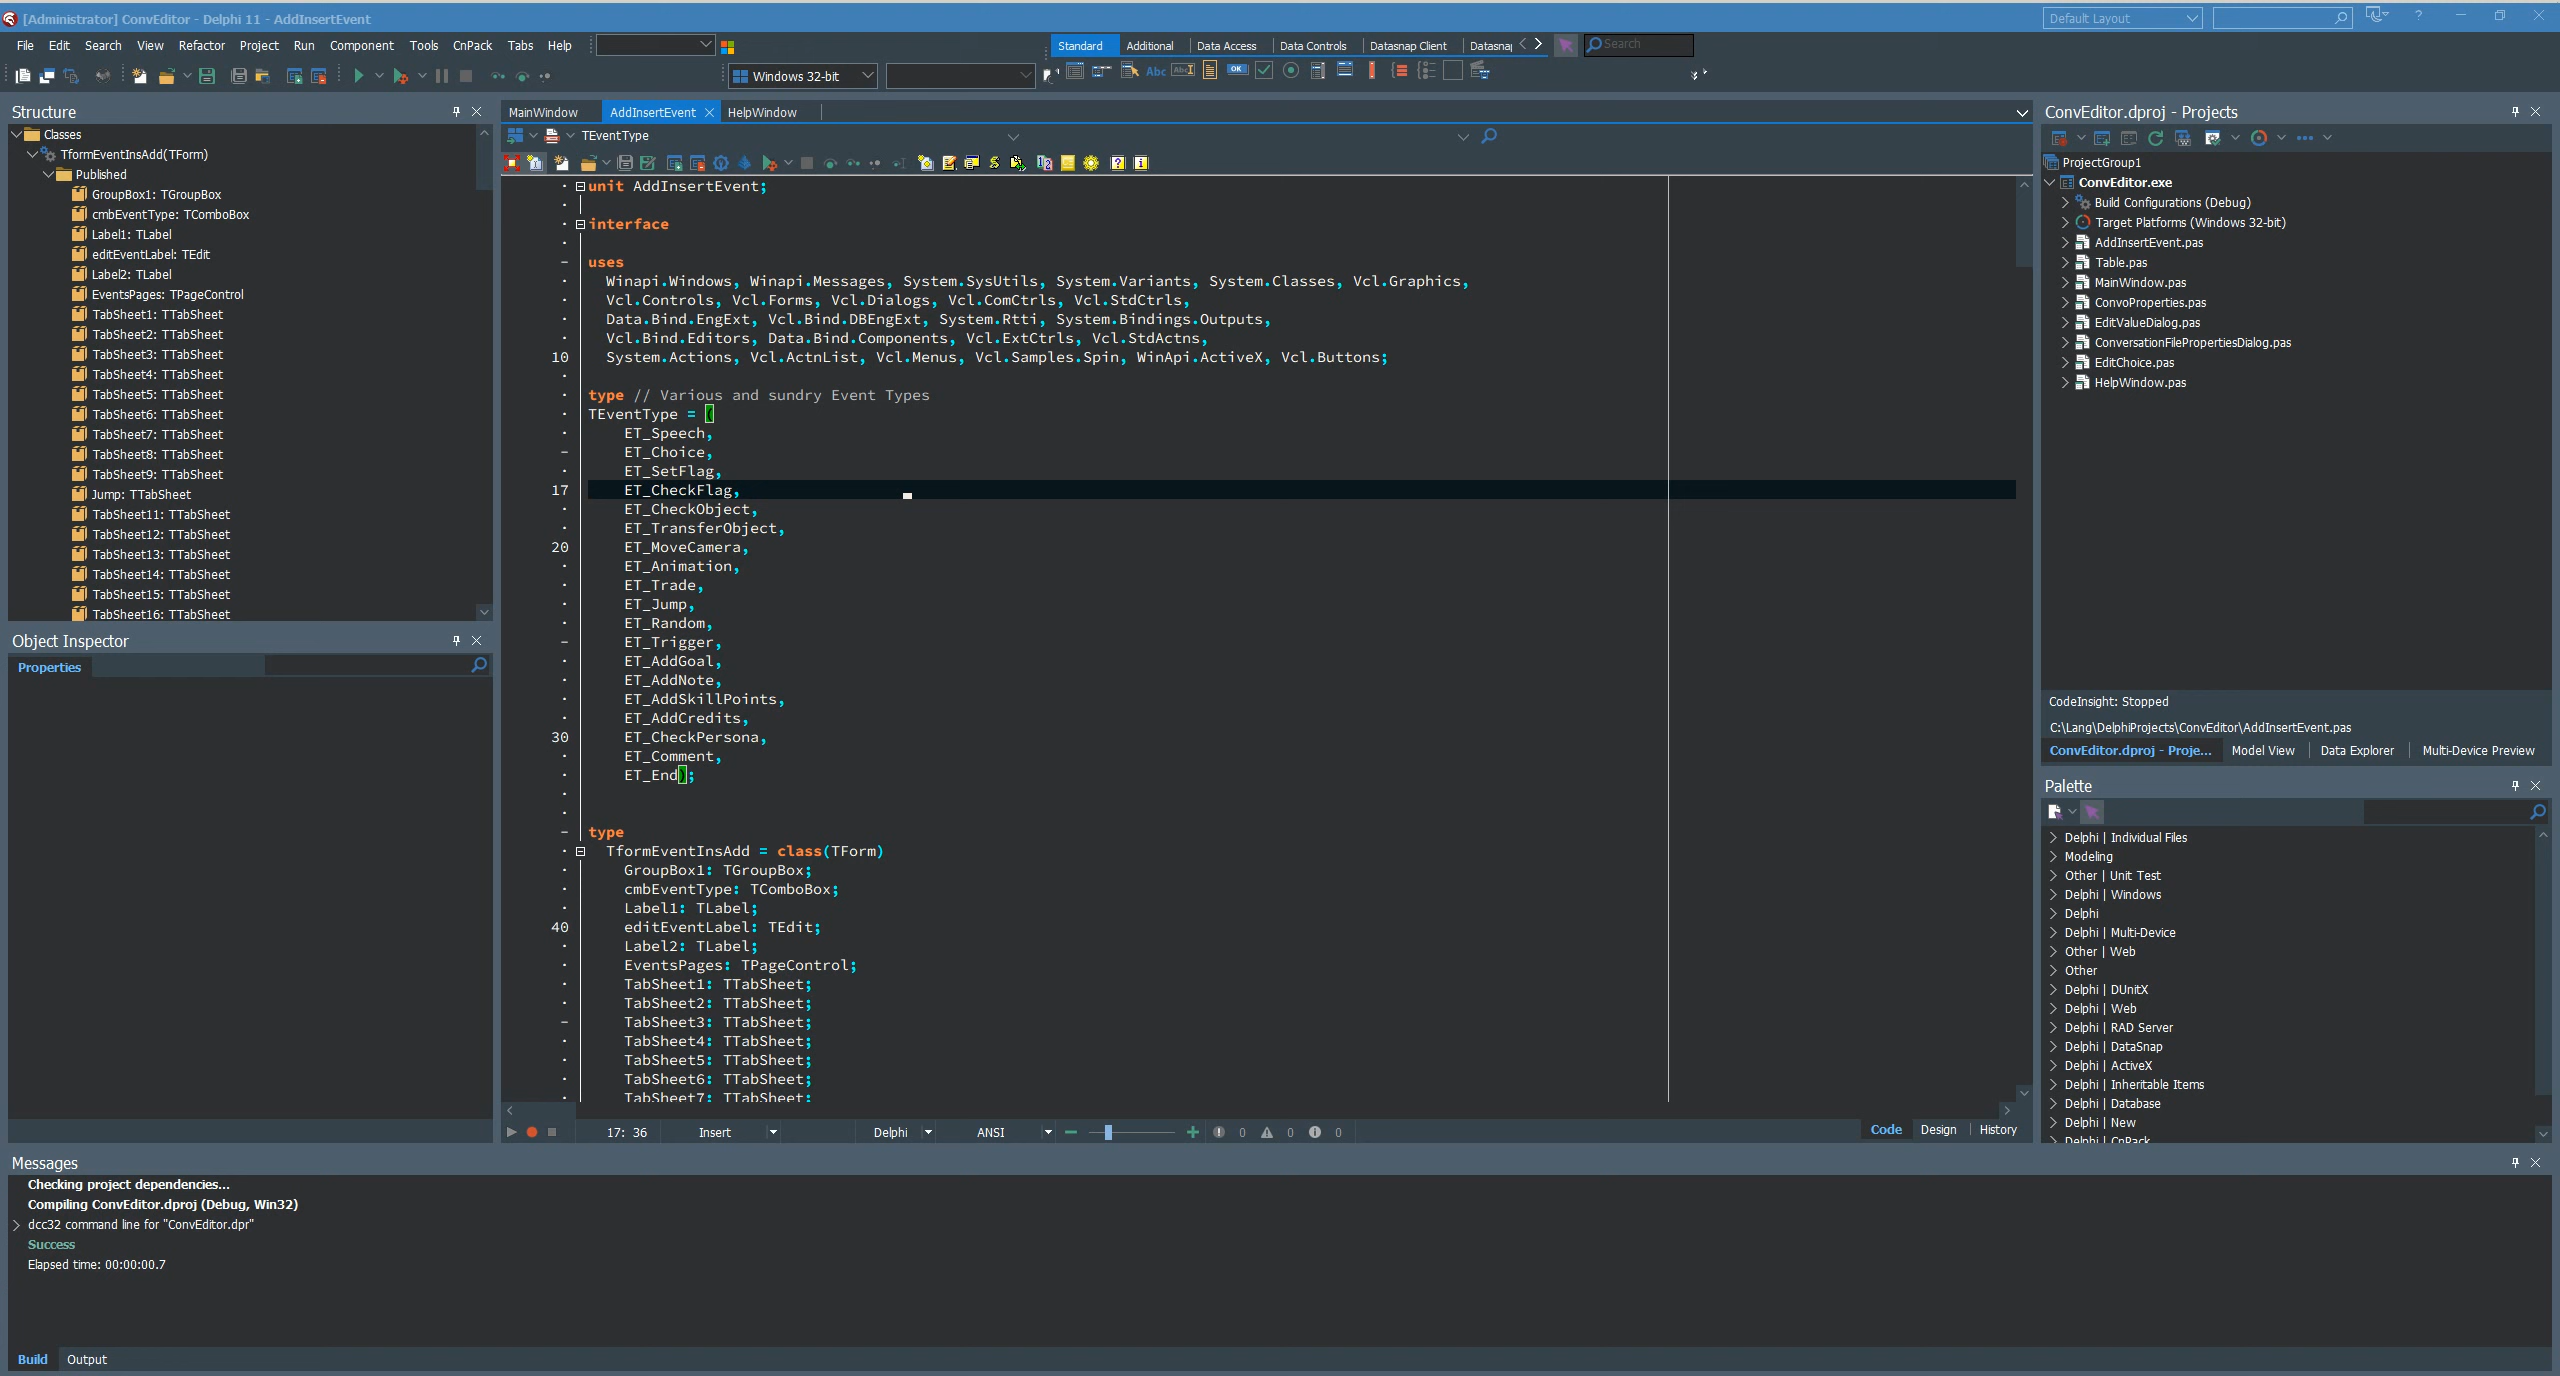 [Administrator] ConvEditor - Delphi 11 - AddInsertEvent
Default Layout
File Edit Search View Refactor Project Run Component Tools CnPack Tabs Help
Standard Additional Data Access Data Controls Datasnap Client Datasnap
Search
Windows 32-bit
Structure
Classes
TformEventInsAdd(TForm)
Published
GroupBox1: TGroupBox
cmbEventType: TComboBox
Label1: TLabel
editEventLabel: TEdit
Label2: TLabel
EventsPages: TPageControl
TabSheet1: TTabSheet
TabSheet2: TTabSheet
TabSheet3: TTabSheet
TabSheet4: TTabSheet
TabSheet5: TTabSheet
TabSheet6: TTabSheet
TabSheet7: TTabSheet
TabSheet8: TTabSheet
TabSheet9: TTabSheet
Jump: TTabSheet
TabSheet11: TTabSheet
TabSheet12: TTabSheet
TabSheet13: TTabSheet
TabSheet14: TTabSheet
TabSheet15: TTabSheet
TabSheet16: TTabSheet
Object Inspector
Properties
MainWindow AddInsertEvent HelpWindow
TEventType
unit AddInsertEvent;
interface
uses
Winapi.Windows, Winapi.Messages, System.SysUtils, System.Variants, System.Classes, Vcl.Graphics,
Vcl.Controls, Vcl.Forms, Vcl.Dialogs, Vcl.ComCtrls, Vcl.StdCtrls,
Data.Bind.EngExt, Vcl.Bind.DBEngExt, System.Rtti, System.Bindings.Outputs,
Vcl.Bind.Editors, Data.Bind.Components, Vcl.ExtCtrls, Vcl.StdActns,
10 System.Actions, Vcl.ActnList, Vcl.Menus, Vcl.Samples.Spin, WinApi.ActiveX, Vcl.Buttons;
type // Various and sundry Event Types
TEventType = (
ET_Speech,
ET_Choice,
ET_SetFlag,
17 ET_CheckFlag,
ET_CheckObject,
ET_TransferObject,
20 ET_MoveCamera,
ET_Animation,
ET_Trade,
ET_Jump,
ET_Random,
ET_Trigger,
ET_AddGoal,
ET_AddNote,
ET_AddSkillPoints,
ET_AddCredits,
30 ET_CheckPersona,
ET_Comment,
ET_End);
type
TformEventInsAdd = class(TForm)
GroupBox1: TGroupBox;
cmbEventType: TComboBox;
Label1: TLabel;
40 editEventLabel: TEdit;
Label2: TLabel;
EventsPages: TPageControl;
TabSheet1: TTabSheet;
TabSheet2: TTabSheet;
TabSheet3: TTabSheet;
TabSheet4: TTabSheet;
TabSheet5: TTabSheet;
TabSheet6: TTabSheet;
TabSheet7: TTabSheet;
17: 36 Insert Delphi ANSI 0 0 0 Code Design History
ConvEditor.dproj - Projects
ProjectGroup1
ConvEditor.exe
Build Configurations (Debug)
Target Platforms (Windows 32-bit)
AddInsertEvent.pas
Table.pas
MainWindow.pas
ConvoProperties.pas
EditValueDialog.pas
ConversationFilePropertiesDialog.pas
EditChoice.pas
HelpWindow.pas
CodeInsight: Stopped
C:\Lang\DelphiProjects\ConvEditor\AddInsertEvent.pas
ConvEditor.dproj - Proje... Model View Data Explorer Multi-Device Preview
Palette
Delphi | Individual Files
Modeling
Other | Unit Test
Delphi | Windows
Delphi
Delphi | Multi-Device
Other | Web
Other
Delphi | DUnitX
Delphi | Web
Delphi | RAD Server
Delphi | DataSnap
Delphi | ActiveX
Delphi | Inheritable Items
Delphi | Database
Delphi | New
Delphi | CnPack
Messages
Checking project dependencies...
Compiling ConvEditor.dproj (Debug, Win32)
dcc32 command line for "ConvEditor.dpr"
Success
Elapsed time: 00:00:00.7
Build Output